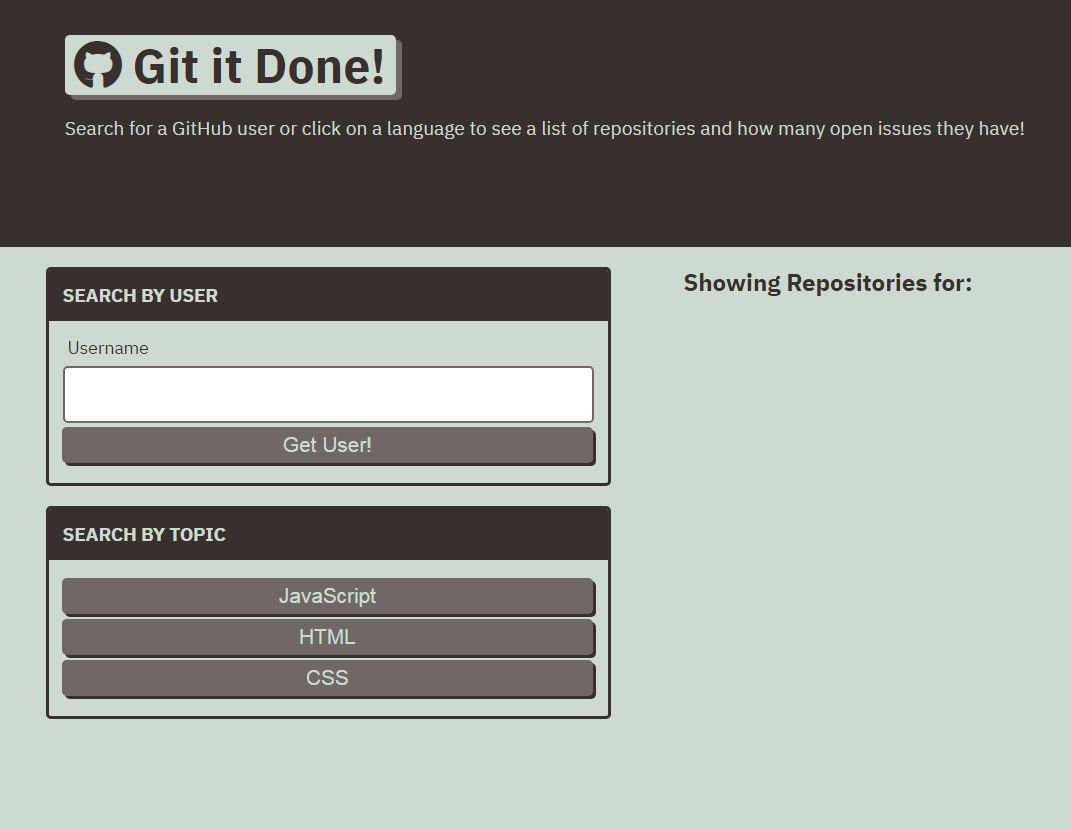 Git it Done!
Search for a GitHub user or click on a language to see a list of repositories and how many open issues they have!
SEARCH BY USER
Username
Get User!
SEARCH BY TOPIC
JavaScript
HTML
CSS
Showing Repositories for: